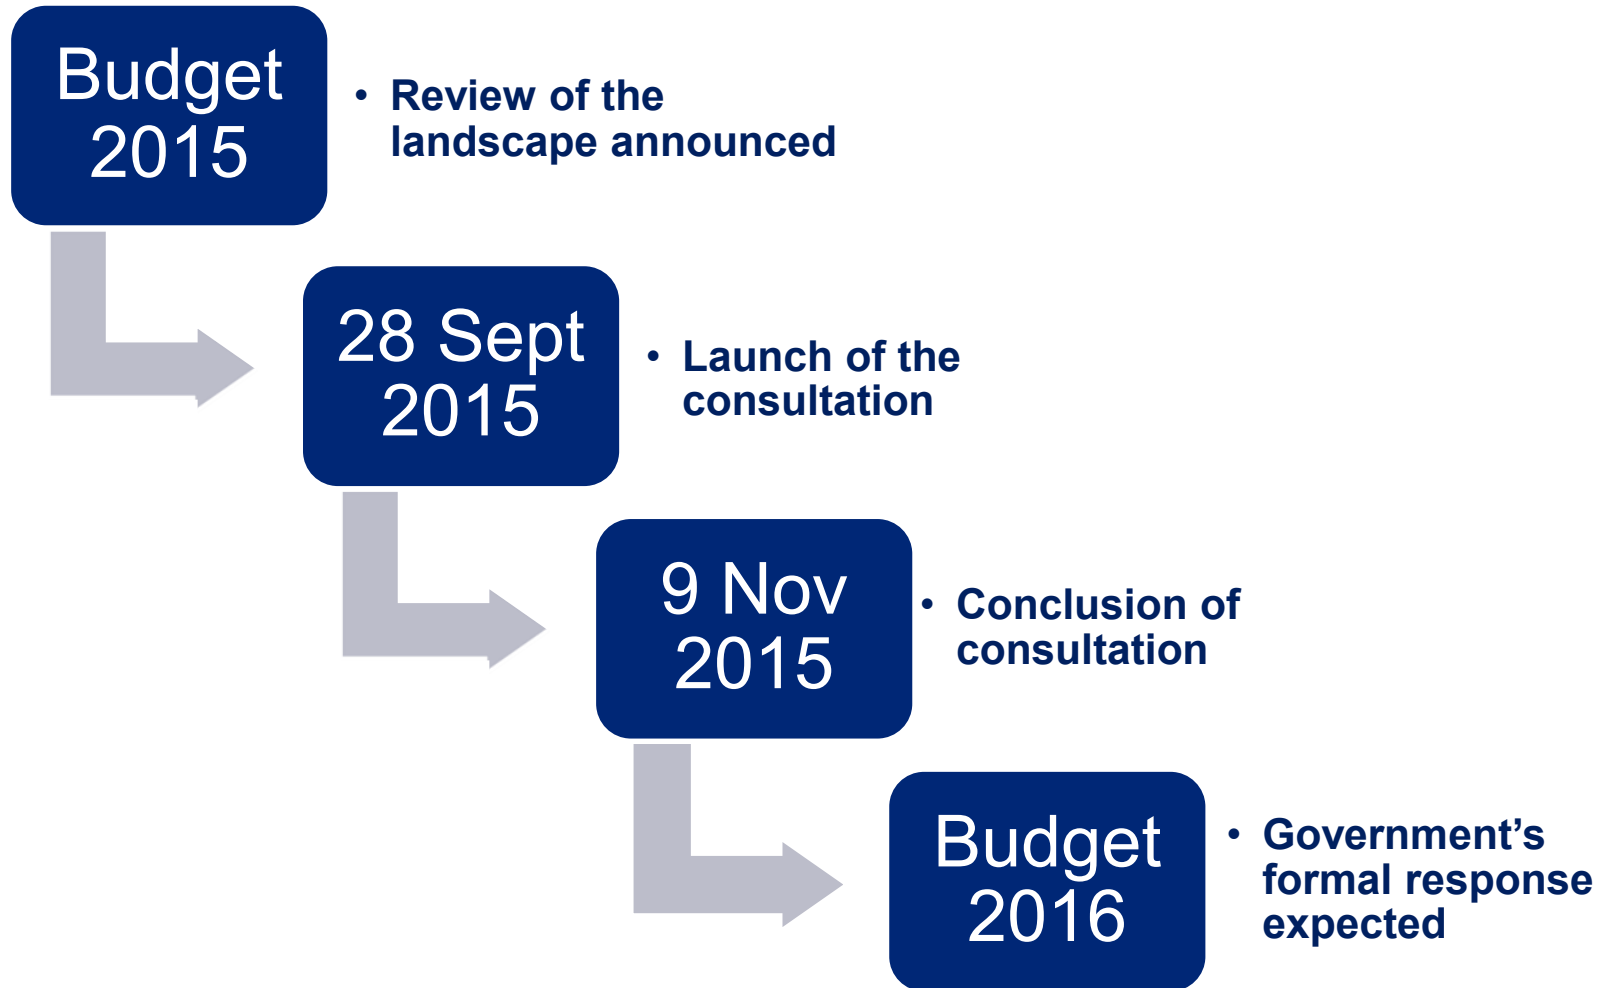 Budget
2015
• Review of the
landscape announced
28 Sept
2015
• Launch of the
consultation
9 Nov
2015
• Conclusion of
consultation
Budget
2016
• Government’s
formal response
expected